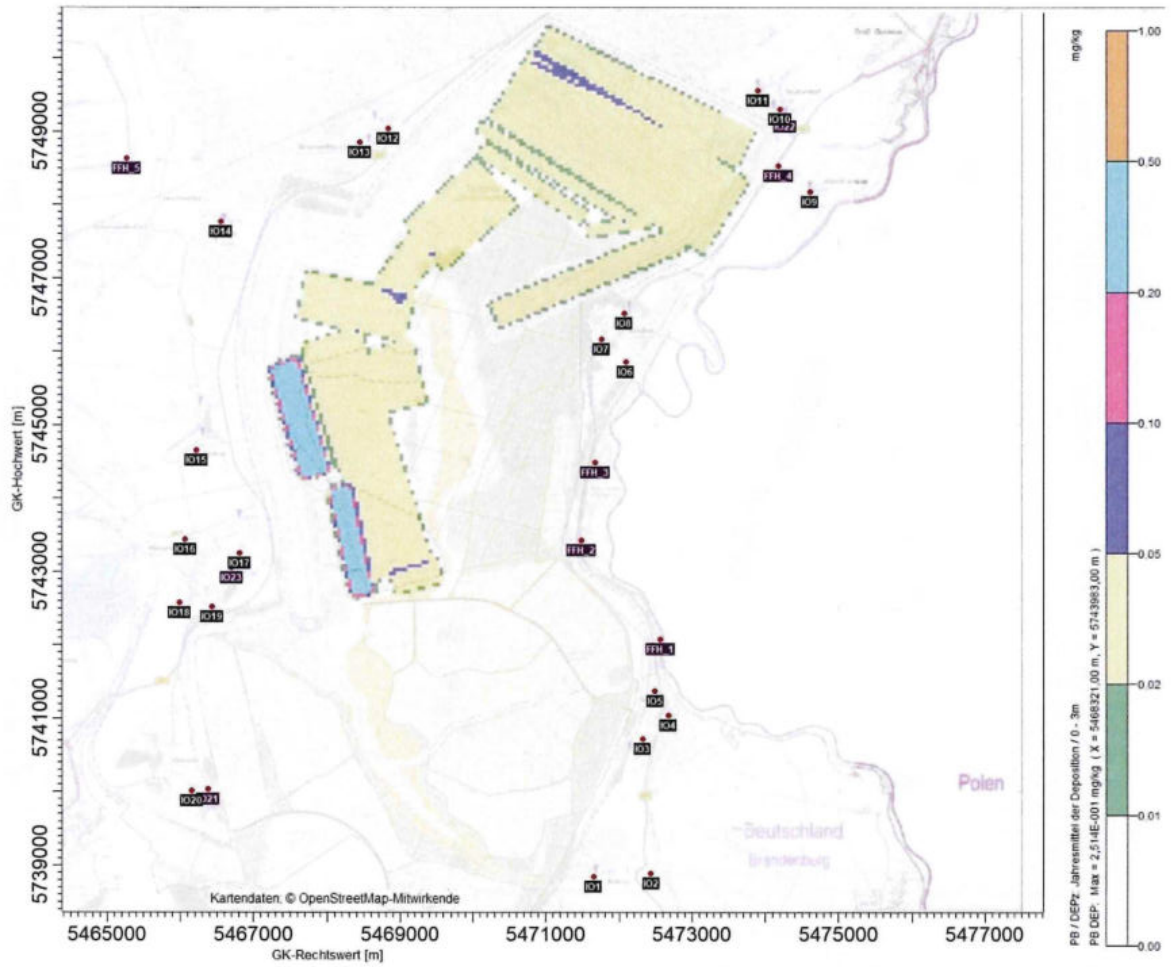 mg/kg
1.00
0.50
0.20
0.10
0.05
0.02
0.01
0.00
PB / DEPz: Jahresmittel der Deposition / 0 - 3m
PB DEP: Max = 2,514E-001 mg/kg ( X = 5468321,00 m, Y = 5743983,00 m )
GK-Hochwert [m]
5749000
5747000
5745000
5743000
5741000
5739000
IO11
IO10
IO22
IO12
IO13
FFH_5
FFH_4
IO9
IO14
IO8
IO7
IO6
IO15
FFH_3
IO16
FFH_2
IO17
IO23
IO18
IO19
FFH_1
IO5
IO4
IO3
IO20
IO21
Polen
Deutschland
Brandenburg
IO1
IO2
Kartendaten: © OpenStreetMap-Mitwirkende
5465000
5467000
5469000
5471000
5473000
5475000
5477000
GK-Rechtswert [m]